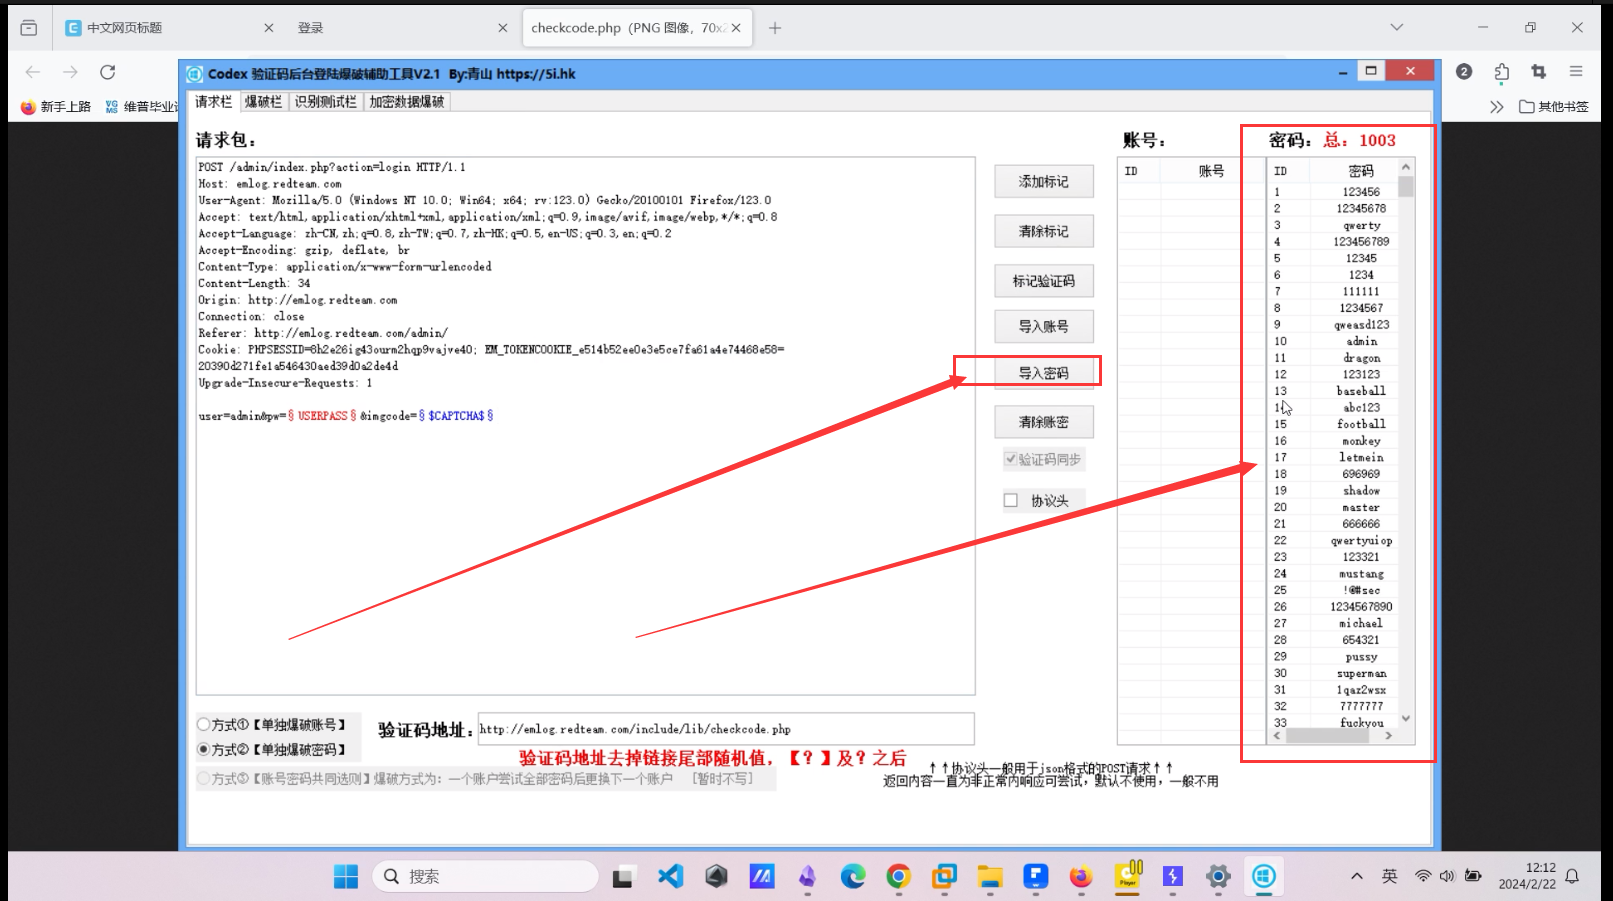 中文网页标题
登录
checkcode.php（PNG 图像，70x2
2
新手上路
维普毕业设
其他书签
Codex 验证码后台登陆爆破辅助工具V2.1 By:青山 https://5i.hk
请求栏
爆破栏
识别测试栏
加密数据爆破
请求包：
POST /admin/index.php?action=login HTTP/1.1
Host: emlog.redteam.com
User-Agent: Mozilla/5.0 (Windows NT 10.0; Win64; x64; rv:123.0) Gecko/20100101 Firefox/123.0
Accept: text/html,application/xhtml+xml,application/xml;q=0.9,image/avif,image/webp,*/*;q=0.8
Accept-Language: zh-CN,zh;q=0.8,zh-TW;q=0.7,zh-HK;q=0.5,en-US;q=0.3,en;q=0.2
Accept-Encoding: gzip, deflate, br
Content-Type: application/x-www-form-urlencoded
Content-Length: 34
Origin: http://emlog.redteam.com
Connection: close
Referer: http://emlog.redteam.com/admin/
Cookie: PHPSESSID=8h2e26ig43ourm2hqp9vajve40; EM_TOKENCOOKIE_e514b52ee0e3e5ce7fa61a4e74468e58=
20390d271fe1a546430aed39d0a2de4d
Upgrade-Insecure-Requests: 1
user=admin&pw=§USERPASS§&imgcode=§$CAPTCHA$§
添加标记
清除标记
标记验证码
导入账号
导入密码
清除账密
验证码同步
协议头
账号：
ID 账号
密码：总：1003
ID 密码
1 123456
2 12345678
3 qwerty
4 123456789
5 12345
6 1234
7 111111
8 1234567
9 qweasd123
10 admin
11 dragon
12 123123
13 baseball
1 abc123
15 football
16 monkey
17 letmein
18 696969
19 shadow
20 master
21 666666
22 qwertyuiop
23 123321
24 mustang
25 !@#sec
26 1234567890
27 michael
28 654321
29 pussy
30 superman
31 1qaz2wsx
32 7777777
33 fuckyou
方式①【单独爆破账号】
方式②【单独爆破密码】
方式③【账号密码共同选则】爆破方式为：一个账户尝试全部密码后更换下一个账户 ［暂时不写］
验证码地址：
http://emlog.redteam.com/include/lib/checkcode.php
验证码地址去掉链接尾部随机值，【？】及？之后
↑↑协议头一般用于json格式的POST请求↑↑
返回内容一直为非正常内响应可尝试，默认不使用，一般不用
搜索
Player
英
12:12
2024/2/22